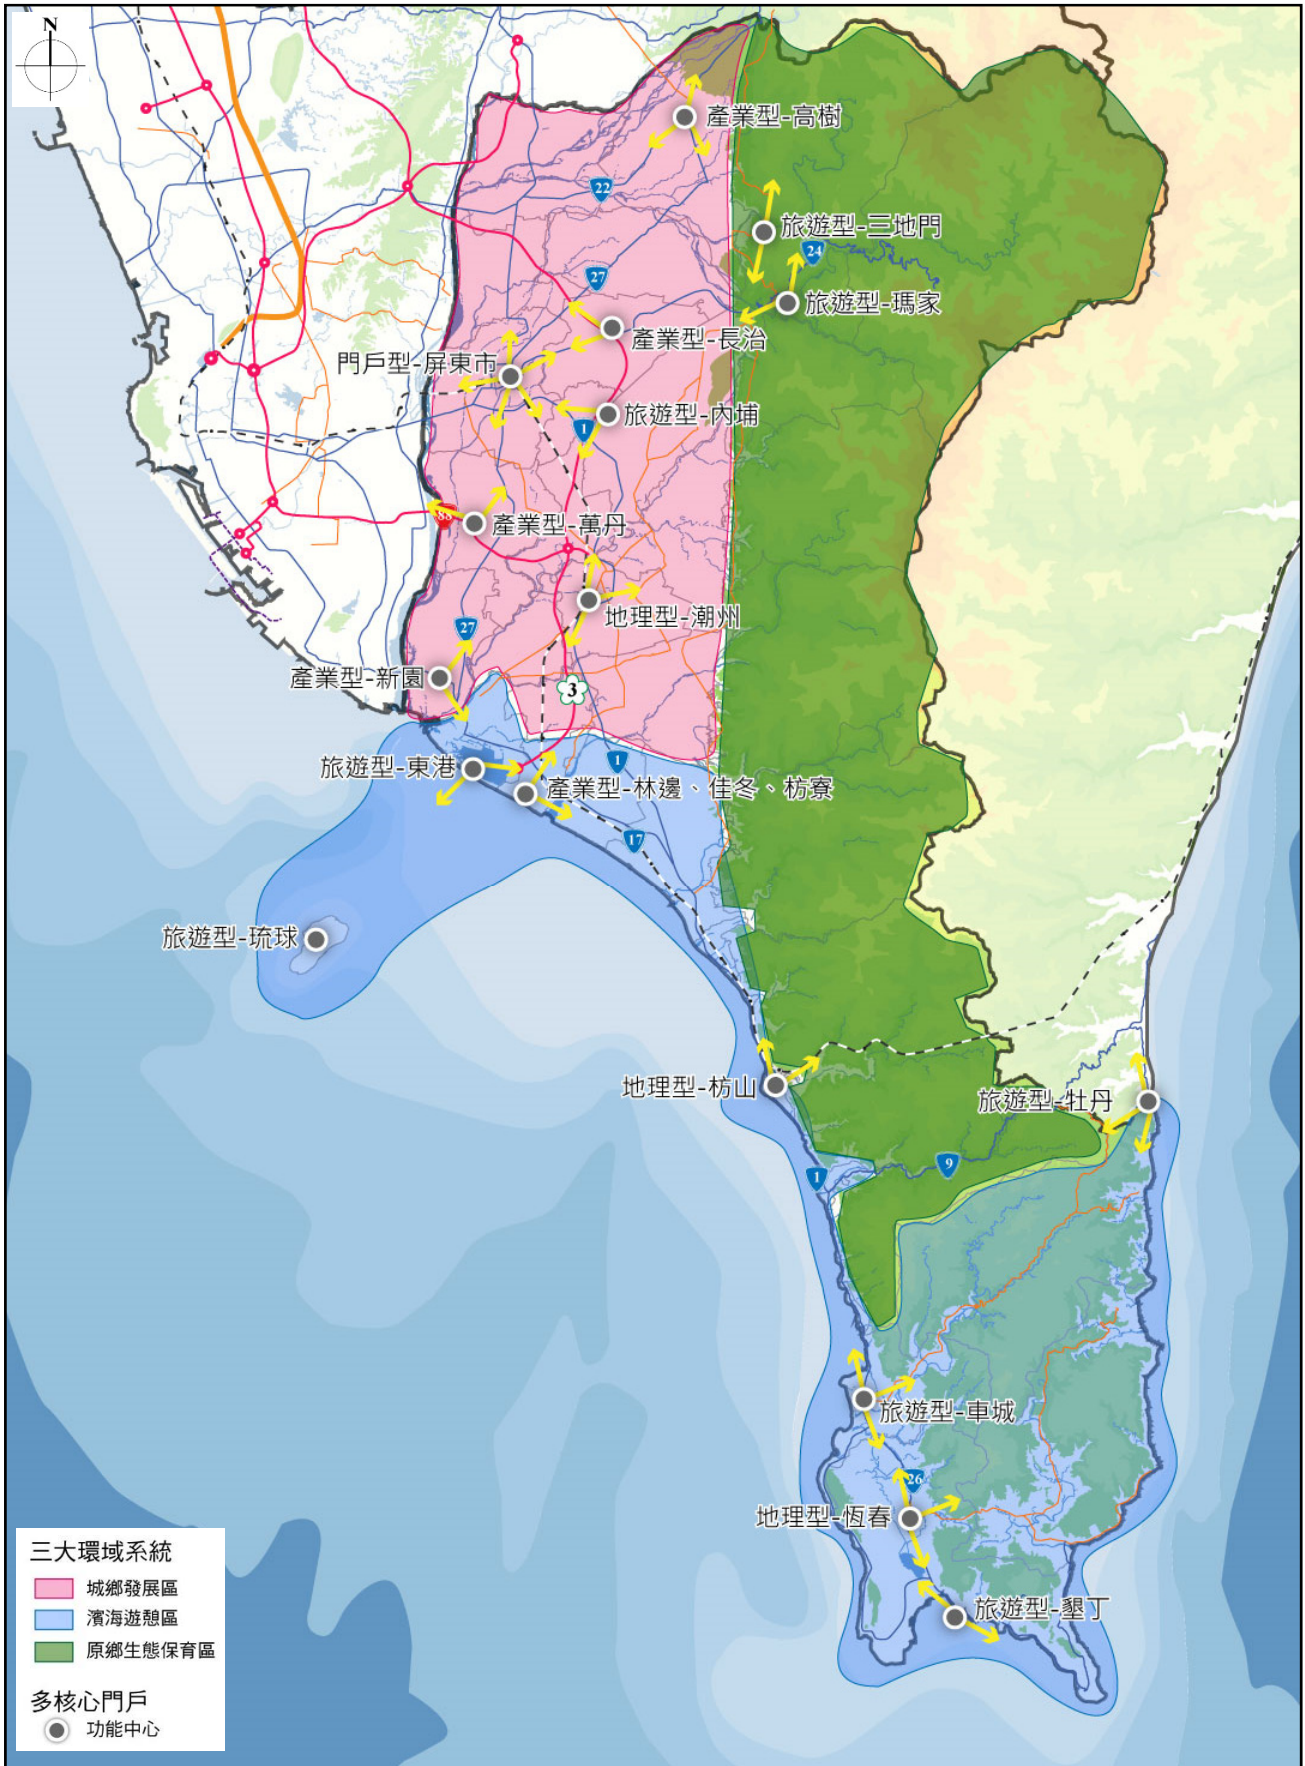 N
產業型-高樹
22
旅遊型-三地門
24
27
旅遊型-瑪家
產業型-長治
門戶型-屏東市
旅遊型-內埔
1
88
產業型-萬丹
地理型-潮州
27
產業型-新園
3
旅遊型-東港
1
產業型-林邊、佳冬、枋寮
17
旅遊型-琉球
地理型-枋山
旅遊型-牡丹
9
1
旅遊型-車城
26
地理型-恆春
旅遊型-墾丁
三大環域系統
城鄉發展區
濱海遊憩區
原鄉生態保育區
多核心門戶
功能中心